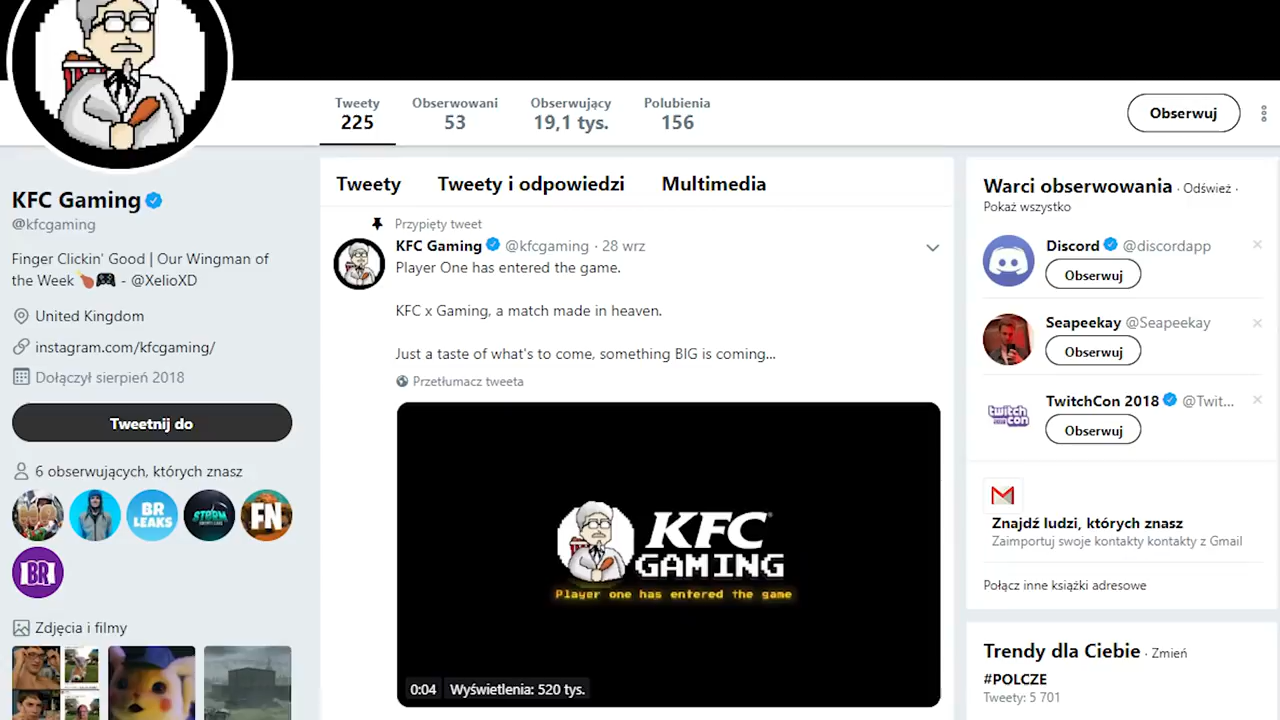 Tweety
225
Obserwowani
53
Obserwujący
19,1 tys.
Polubienia
156
Obserwuj
KFC Gaming
@kfcgaming
Finger Clickin' Good | Our Wingman of
the Week 🍗🎮 - @XelioXD
United Kingdom
instagram.com/kfcgaming/
Dołączył sierpień 2018
Tweetnij do
6 obserwujących, których znasz
BR
LEAKS
STORM
FN
BR
Zdjęcia i filmy
Tweety
Tweety i odpowiedzi
Multimedia
Przypięty tweet
KFC Gaming @kfcgaming · 28 wrz
Player One has entered the game.
KFC x Gaming, a match made in heaven.
Just a taste of what's to come, something BIG is coming...
Przetłumacz tweeta
KFC
GAMING
Player one has entered the game
0:04
Wyświetlenia: 520 tys.
Warci obserwowania · Odśwież ·
Pokaż wszystko
Discord @discordapp
Obserwuj
Seapeekay @Seapeekay
Obserwuj
twitch
con
TwitchCon 2018 @Twit...
Obserwuj
Znajdź ludzi, których znasz
Zaimportuj swoje kontakty kontakty z Gmail
Połącz inne książki adresowe
Trendy dla Ciebie · Zmień
#POLCZE
Tweety: 5 701